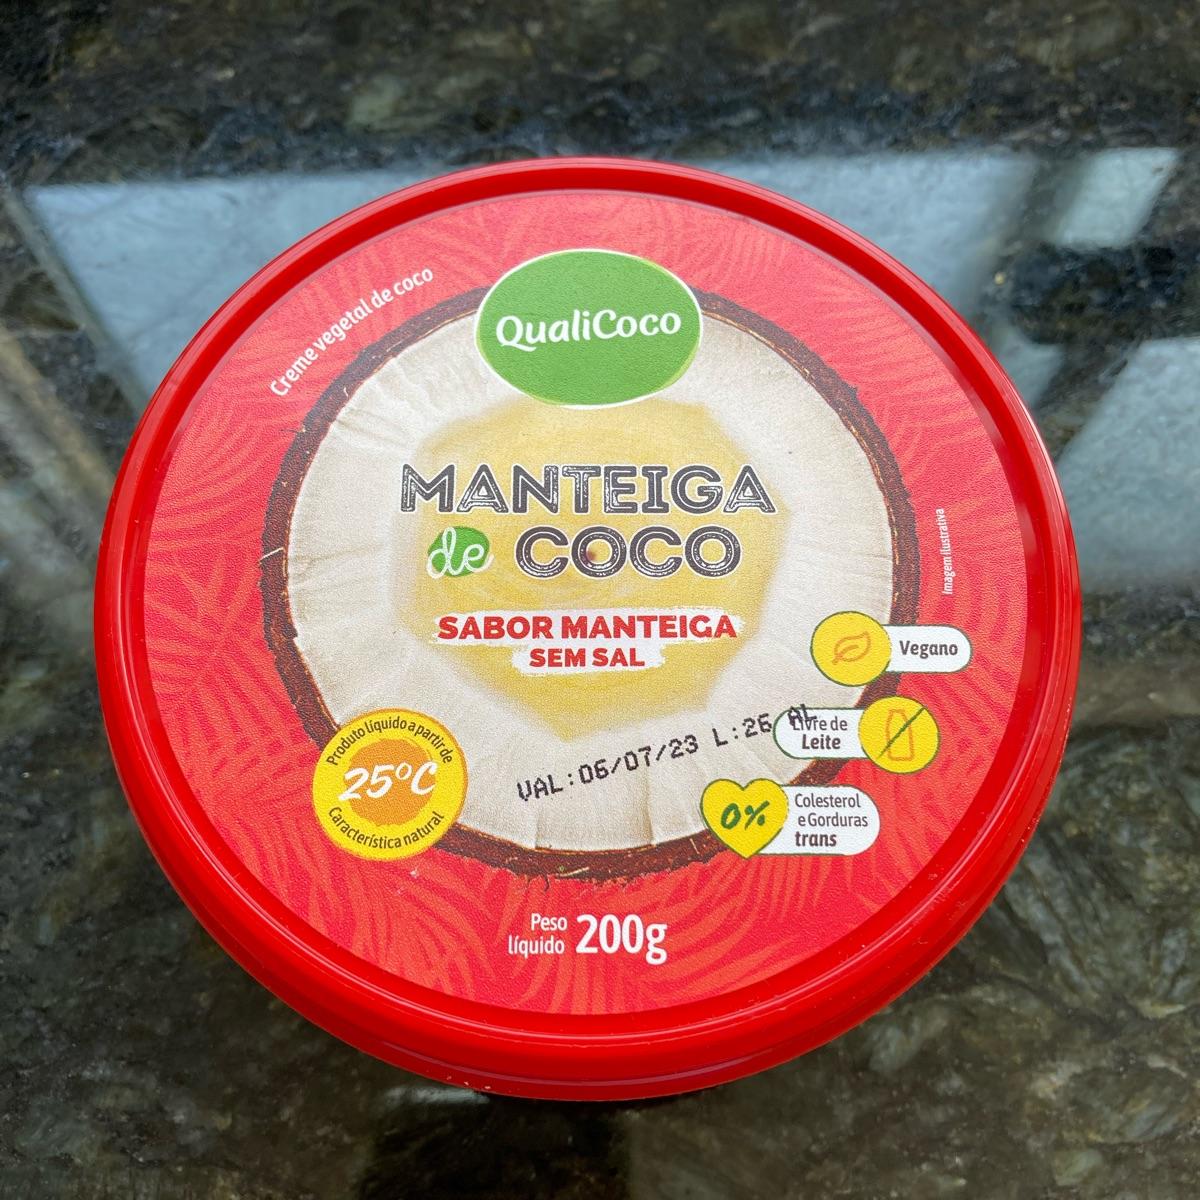 Creme vegetal de coco
QualiCoco
MANTEIGA
de COCO
SABOR MANTEIGA
SEM SAL
Imagem ilustrativa
Vegano
Livre de
Leite
VAL:06/07/23 L:26 AL
Produto líquido a partir de
25°C
Característica natural
0%
Colesterol
e Gorduras
trans
Peso
líquido 200g